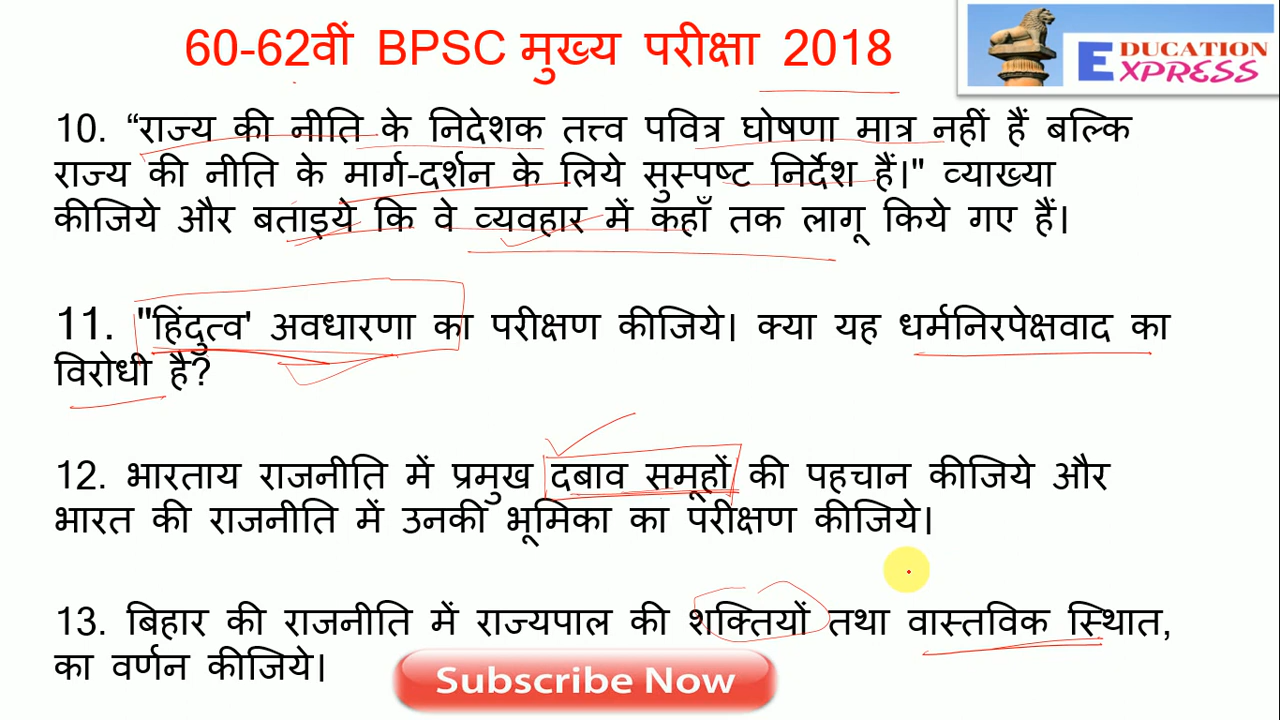 60-62वीं BPSC मुख्य परीक्षा 2018
EDUCATION
EXPRESS
10. “राज्य की नीति के निदेशक तत्त्व पवित्र घोषणा मात्र नहीं हैं बल्कि
राज्य की नीति के मार्ग-दर्शन के लिये सुस्पष्ट निर्देश हैं।" व्याख्या
कीजिये और बताइये कि वे व्यवहार में कहाँ तक लागू किये गए हैं।
11. "हिंदुत्व' अवधारणा का परीक्षण कीजिये। क्या यह धर्मनिरपेक्षवाद का
विरोधी है?
12. भारताय राजनीति में प्रमुख दबाव समूहों की पहचान कीजिये और
भारत की राजनीति में उनकी भूमिका का परीक्षण कीजिये।
13. बिहार की राजनीति में राज्यपाल की शक्तियों तथा वास्तविक स्थिात,
का वर्णन कीजिये।
Subscribe Now